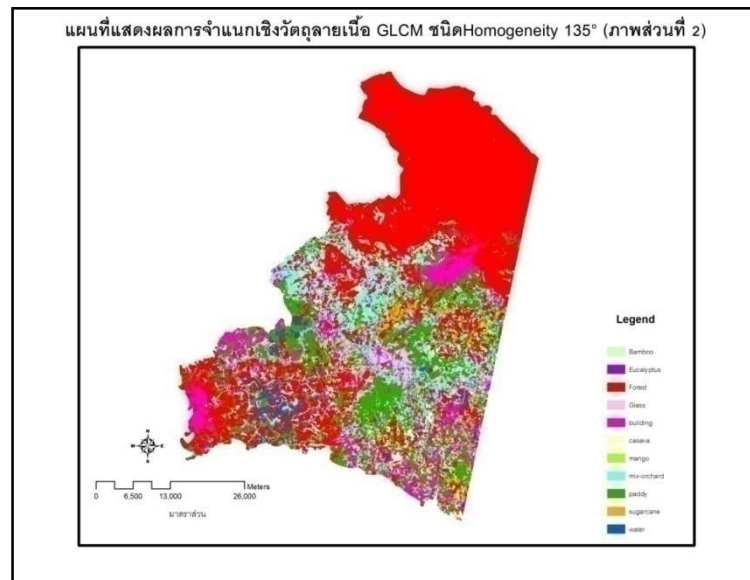 แผนที่แสดงผลการจำแนกเชิงวัตถุลายเนื้อ GLCM ชนิดHomogeneity 135° (ภาพส่วนที่ 2)
Legend
Bamboo
Eucalyptus
Forest
Glass
building
casava
mango
mix-orchard
paddy
sugarcane
water
N
W E
S
Meters
0 6,500 13,000 26,000
มาตราส่วน